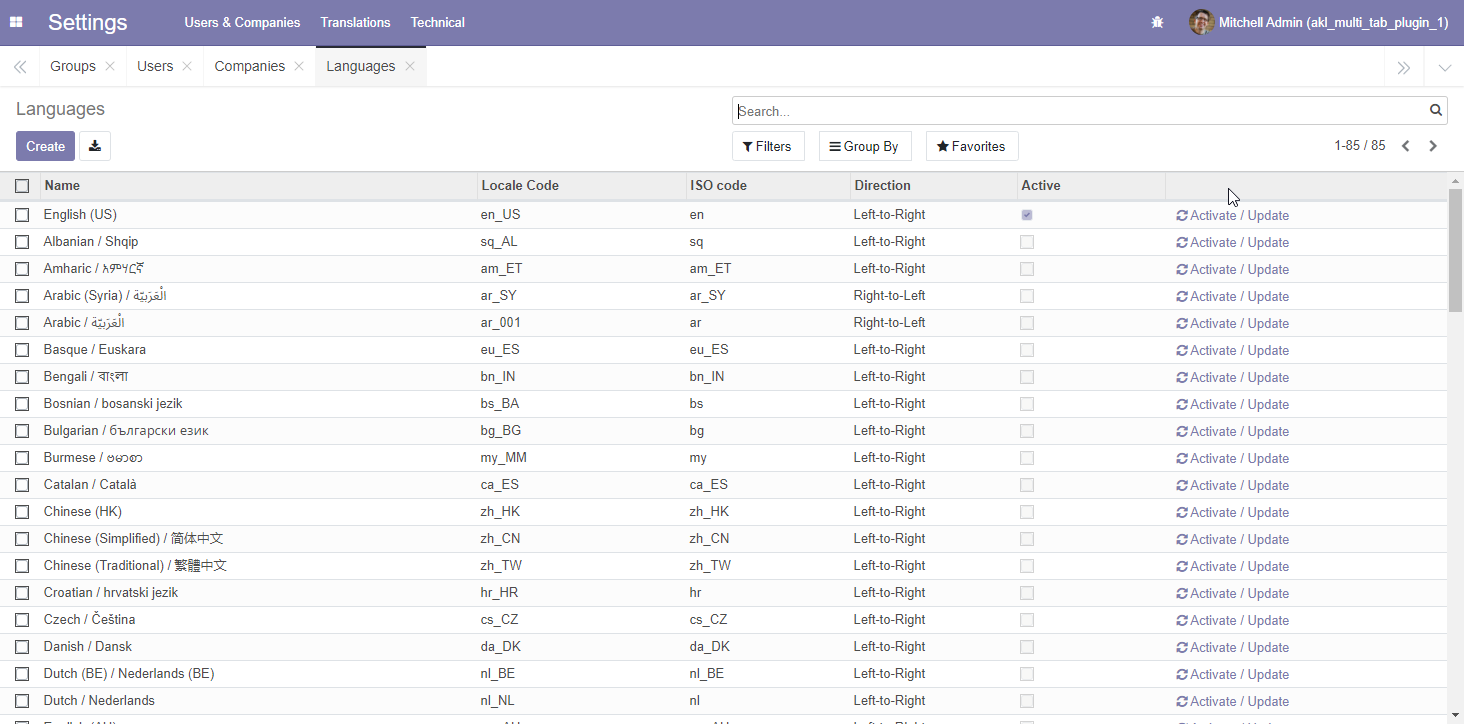 Settings Users & Companies Translations Technical Mitchell Admin (akl_multi_tab_plugin_1)
Groups Users Companies Languages
Languages
Search...
Create Filters Group By Favorites 1-85 / 85
Name Locale Code ISO code Direction Active
English (US) en_US en Left-to-Right Activate / Update
Albanian / Shqip sq_AL sq Left-to-Right Activate / Update
Amharic / አምሃርኛ am_ET am_ET Left-to-Right Activate / Update
Arabic (Syria) / الْعَرَبيّة ar_SY ar_SY Right-to-Left Activate / Update
Arabic / الْعَرَبيّة ar_001 ar Right-to-Left Activate / Update
Basque / Euskara eu_ES eu_ES Left-to-Right Activate / Update
Bengali / বাংলা bn_IN bn_IN Left-to-Right Activate / Update
Bosnian / bosanski jezik bs_BA bs Left-to-Right Activate / Update
Bulgarian / български език bg_BG bg Left-to-Right Activate / Update
Burmese / ဗမာစာ my_MM my Left-to-Right Activate / Update
Catalan / Català ca_ES ca_ES Left-to-Right Activate / Update
Chinese (HK) zh_HK zh_HK Left-to-Right Activate / Update
Chinese (Simplified) / 简体中文 zh_CN zh_CN Left-to-Right Activate / Update
Chinese (Traditional) / 繁體中文 zh_TW zh_TW Left-to-Right Activate / Update
Croatian / hrvatski jezik hr_HR hr Left-to-Right Activate / Update
Czech / Čeština cs_CZ cs_CZ Left-to-Right Activate / Update
Danish / Dansk da_DK da_DK Left-to-Right Activate / Update
Dutch (BE) / Nederlands (BE) nl_BE nl_BE Left-to-Right Activate / Update
Dutch / Nederlands nl_NL nl Left-to-Right Activate / Update